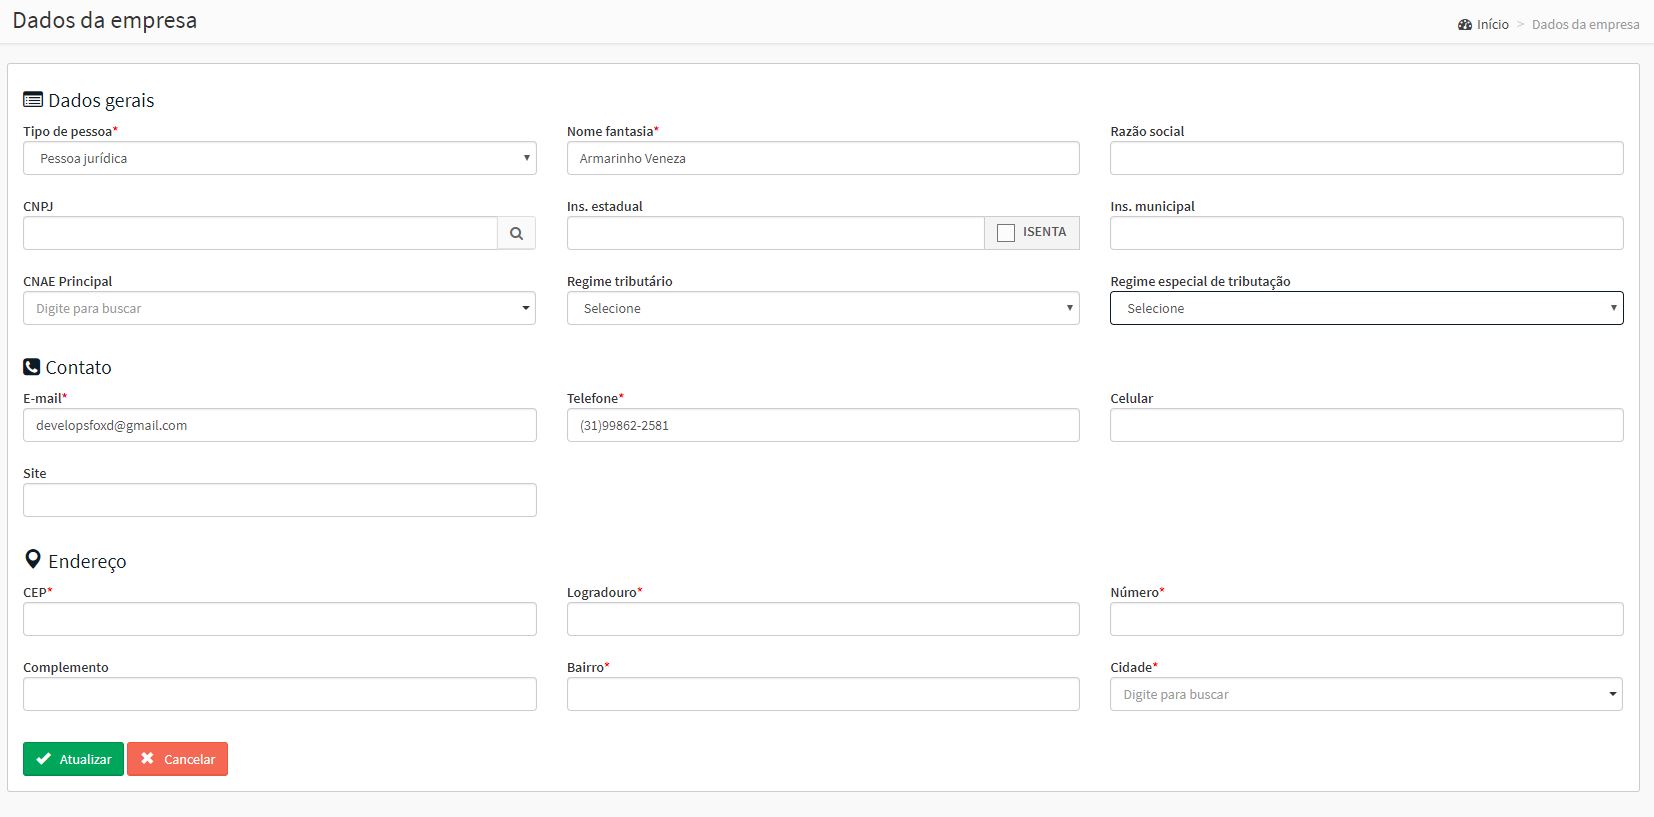 Dados da empresa
Início > Dados da empresa
Dados gerais
Tipo de pessoa* Nome fantasia* Razão social
Pessoa jurídica Armarinho Veneza
CNPJ Ins. estadual Ins. municipal
ISENTA
CNAE Principal Regime tributário Regime especial de tributação
Digite para buscar Selecione Selecione
Contato
E-mail* Telefone* Celular
developsfoxd@gmail.com (31)99862-2581
Site
Endereço
CEP* Logradouro* Número*
Complemento Bairro* Cidade*
Digite para buscar
Atualizar Cancelar